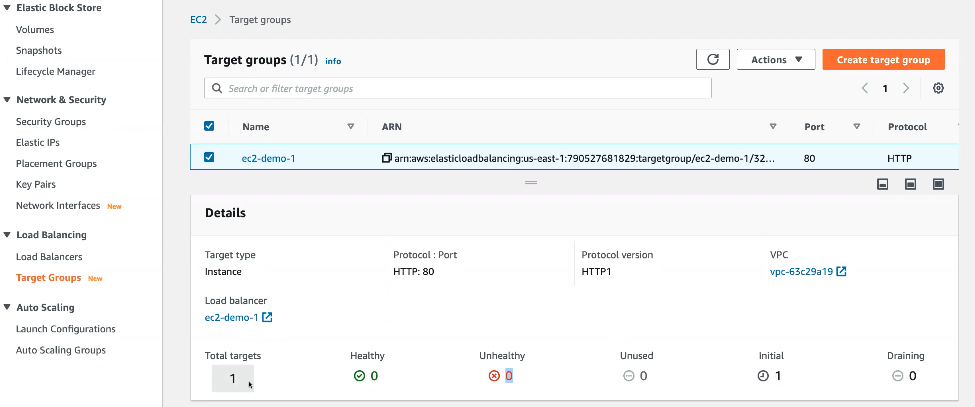 Elastic Block Store
Volumes
Snapshots
Lifecycle Manager
Network & Security
Security Groups
Elastic IPs
Placement Groups
Key Pairs
Network Interfaces New
Load Balancing
Load Balancers
Target Groups New
Auto Scaling
Launch Configurations
Auto Scaling Groups
EC2 > Target groups
Target groups (1/1) info
Actions
Create target group
Search or filter target groups
1
Name ARN Port Protocol
ec2-demo-1 arn:aws:elasticloadbalancing:us-east-1:790527681829:targetgroup/ec2-demo-1/32... 80 HTTP
Details
Target type Protocol : Port Protocol version VPC
Instance HTTP: 80 HTTP1 vpc-63c29a19
Load balancer
ec2-demo-1
Total targets Healthy Unhealthy Unused Initial Draining
1 0 0 0 1 0